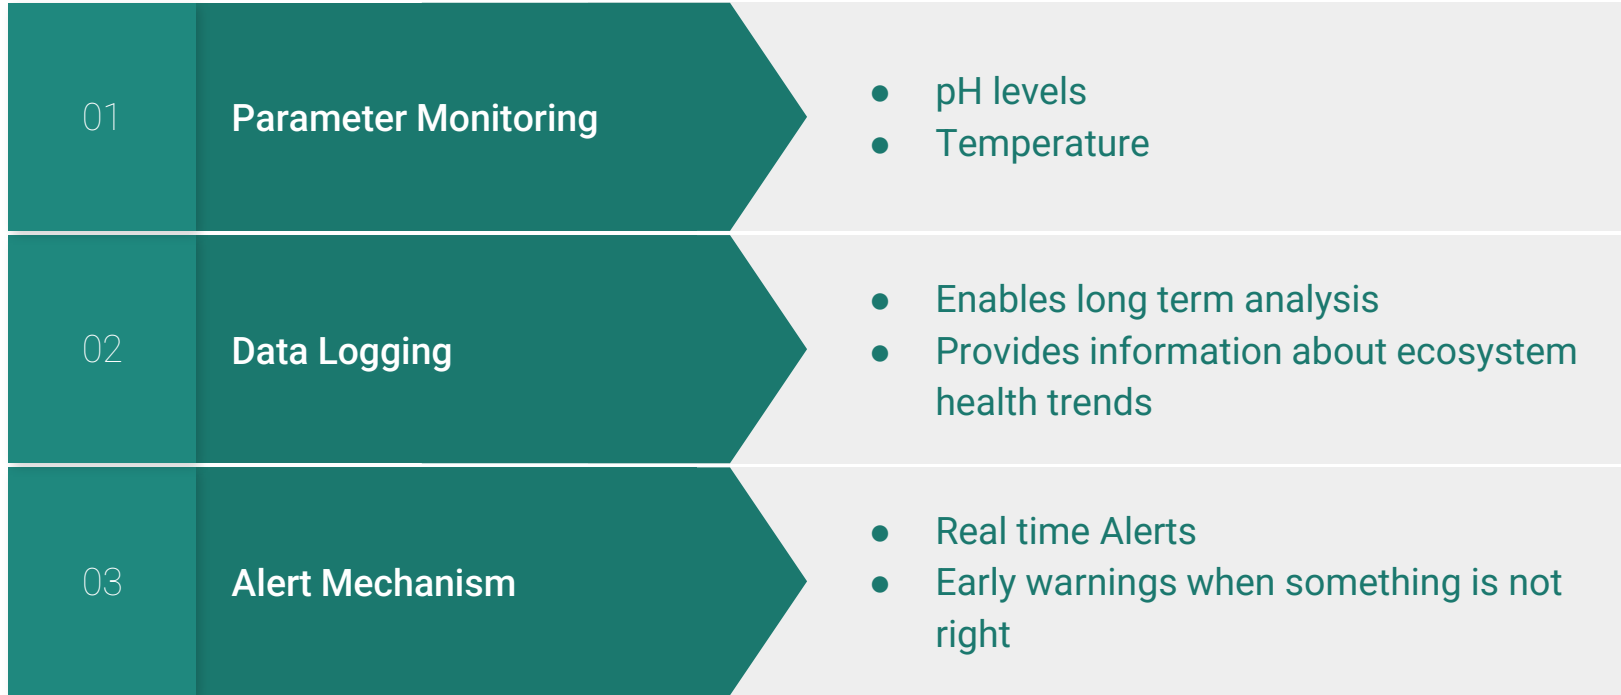 01
Parameter Monitoring
● pH levels
● Temperature
02
Data Logging
● Enables long term analysis
● Provides information about ecosystem
health trends
03
Alert Mechanism
● Real time Alerts
● Early warnings when something is not
right